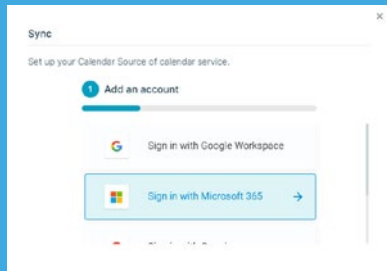 Sync
Set up your Calendar Source of calendar service.
1 Add an account
Sign in with Google Workspace
Sign in with Microsoft 365